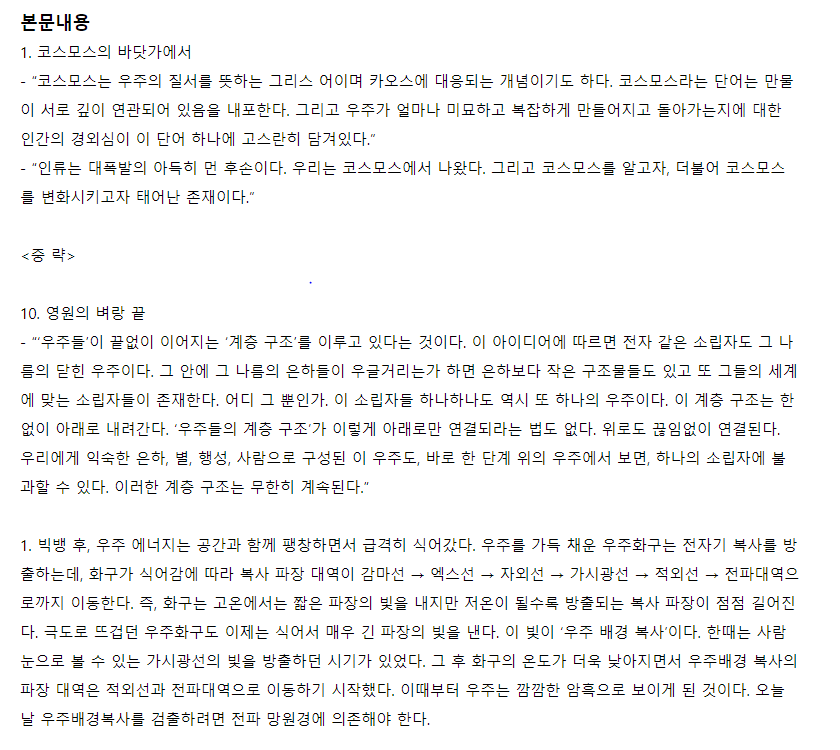 본문내용
1. 코스모스의 바닷가에서
- “코스모스는 우주의 질서를 뜻하는 그리스 어이며 카오스에 대응되는 개념이기도 하다. 코스모스라는 단어는 만물
이 서로 깊이 연관되어 있음을 내포한다. 그리고 우주가 얼마나 미묘하고 복잡하게 만들어지고 돌아가는지에 대한
인간의 경외심이 이 단어 하나에 고스란히 담겨있다.”
- “인류는 대폭발의 아득히 먼 후손이다. 우리는 코스모스에서 나왔다. 그리고 코스모스를 알고자, 더불어 코스모스
를 변화시키고자 태어난 존재이다.”
<중 략>
10. 영원의 벼랑 끝
- “‘우주들’이 끝없이 이어지는 ‘계층 구조’를 이루고 있다는 것이다. 이 아이디어에 따르면 전자 같은 소립자도 그 나
름의 닫힌 우주이다. 그 안에 그 나름의 은하들이 우글거리는가 하면 은하보다 작은 구조물들도 있고 또 그들의 세계
에 맞는 소립자들이 존재한다. 어디 그 뿐인가. 이 소립자들 하나하나도 역시 또 하나의 우주이다. 이 계층 구조는 한
없이 아래로 내려간다. ‘우주들의 계층 구조’가 이렇게 아래로만 연결되라는 법도 없다. 위로도 끊임없이 연결된다.
우리에게 익숙한 은하, 별, 행성, 사람으로 구성된 이 우주도, 바로 한 단계 위의 우주에서 보면, 하나의 소립자에 불
과할 수 있다. 이러한 계층 구조는 무한히 계속된다.”
1. 빅뱅 후, 우주 에너지는 공간과 함께 팽창하면서 급격히 식어갔다. 우주를 가득 채운 우주화구는 전자기 복사를 방
출하는데, 화구가 식어감에 따라 복사 파장 대역이 감마선 → 엑스선 → 자외선 → 가시광선 → 적외선 → 전파대역으
로까지 이동한다. 즉, 화구는 고온에서는 짧은 파장의 빛을 내지만 저온이 될수록 방출되는 복사 파장이 점점 길어진
다. 극도로 뜨겁던 우주화구도 이제는 식어서 매우 긴 파장의 빛을 낸다. 이 빛이 ‘우주 배경 복사’이다. 한때는 사람
눈으로 볼 수 있는 가시광선의 빛을 방출하던 시기가 있었다. 그 후 화구의 온도가 더욱 낮아지면서 우주배경 복사의
파장 대역은 적외선과 전파대역으로 이동하기 시작했다. 이때부터 우주는 깜깜한 암흑으로 보이게 된 것이다. 오늘
날 우주배경복사를 검출하려면 전파 망원경에 의존해야 한다.